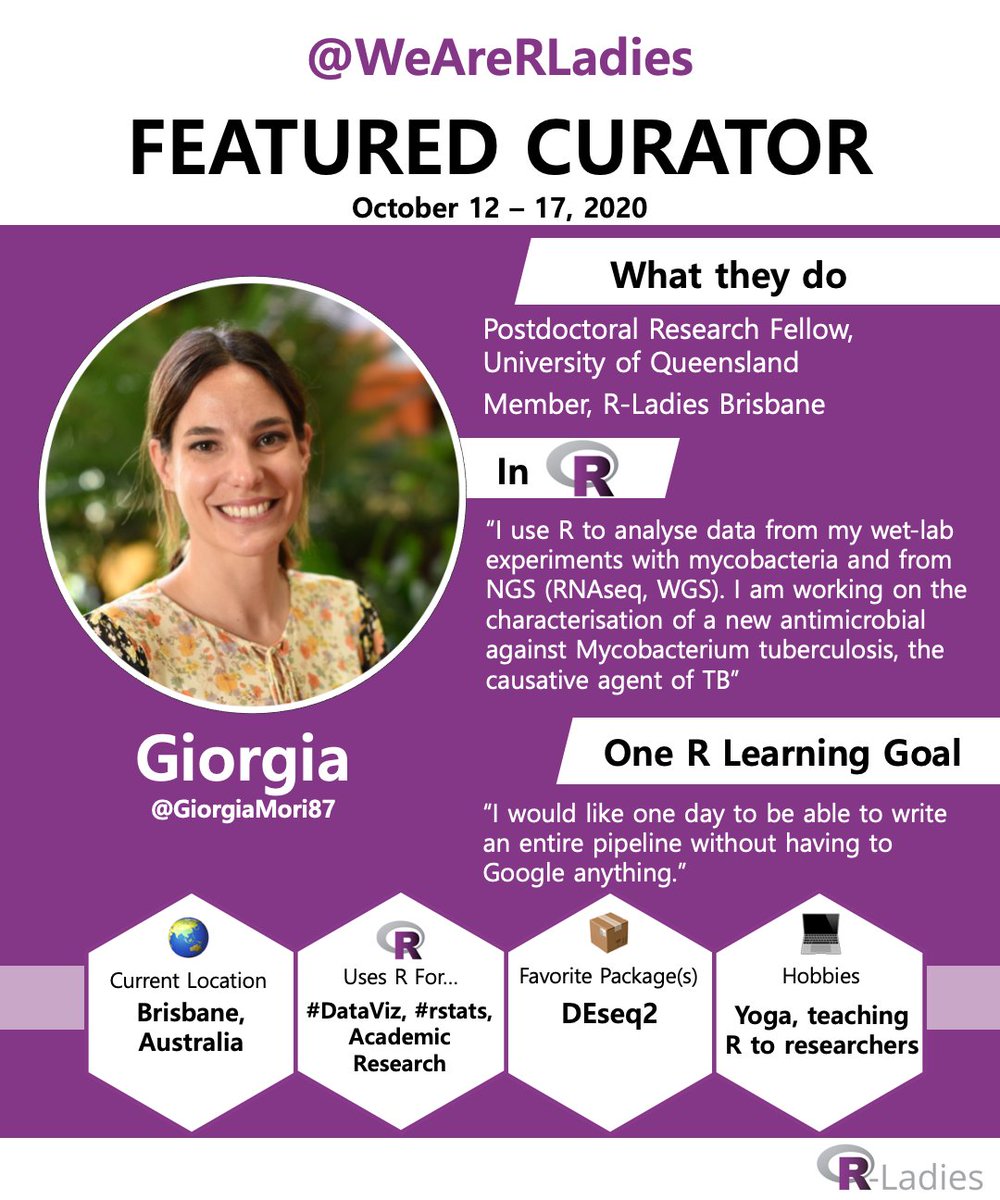 @WeAreRLadies
FEATURED CURATOR
October 12 – 17, 2020
What they do
Postdoctoral Research Fellow,
University of Queensland
Member, R-Ladies Brisbane
In R
“I use R to analyse data from my wet-lab
experiments with mycobacteria and from
NGS (RNAseq, WGS). I am working on the
characterisation of a new antimicrobial
against Mycobacterium tuberculosis, the
causative agent of TB”
Giorgia
@GiorgiaMori87
One R Learning Goal
“I would like one day to be able to write
an entire pipeline without having to
Google anything.”
Current Location
Brisbane,
Australia
R
Uses R For...
#DataViz, #rstats,
Academic
Research
Favorite Package(s)
DEseq2
Hobbies
Yoga, teaching
R to researchers
R-Ladies